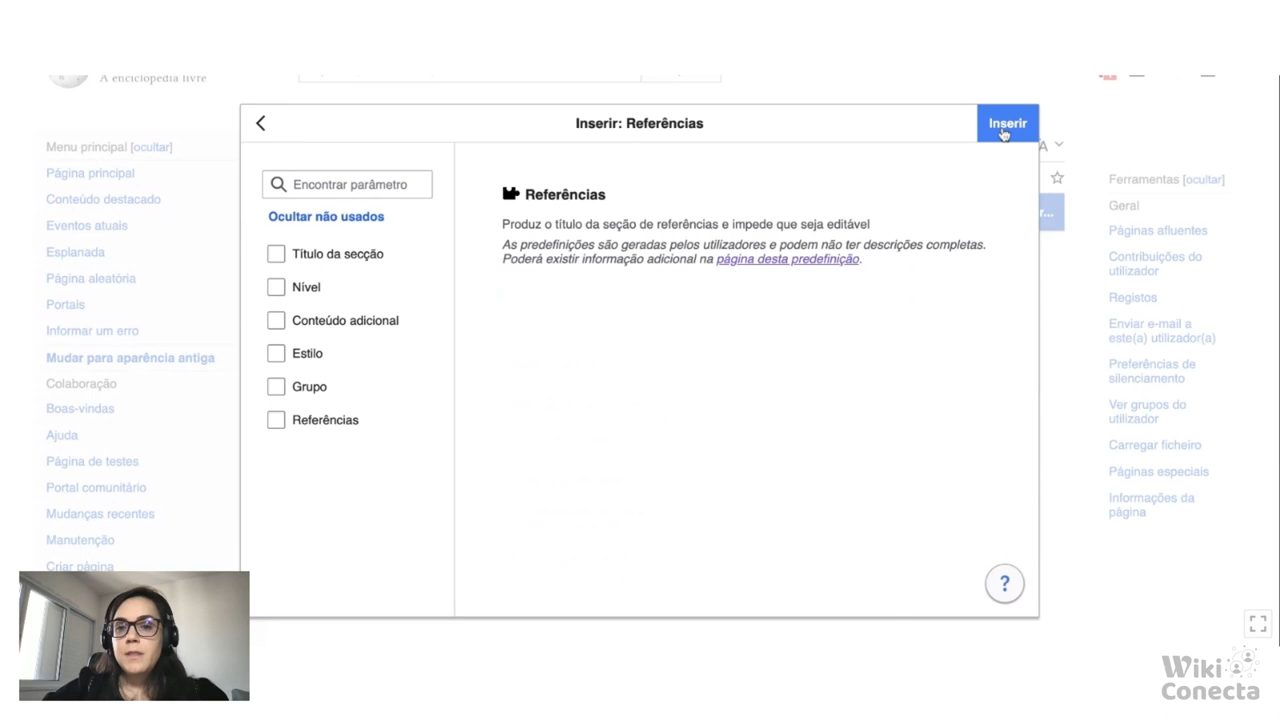 A enciclopédia livre
Inserir: Referências
Inserir
Menu principal [ocultar]
Página principal
Conteúdo destacado
Eventos atuais
Esplanada
Página aleatória
Portais
Informar um erro
Mudar para aparência antiga
Colaboração
Boas-vindas
Ajuda
Página de testes
Portal comunitário
Mudanças recentes
Manutenção
Criar página
Encontrar parâmetro
Ocultar não usados
Título da secção
Nível
Conteúdo adicional
Estilo
Grupo
Referências
Referências
Produz o título da seção de referências e impede que seja editável
As predefinições são geradas pelos utilizadores e podem não ter descrições completas.
Poderá existir informação adicional na página desta predefinição.
?
A
r...
Ferramentas [ocultar]
Geral
Páginas afluentes
Contribuições do
utilizador
Registos
Enviar e-mail a
este(a) utilizador(a)
Preferências de
silenciamento
Ver grupos do
utilizador
Carregar ficheiro
Páginas especiais
Informações da
página
Wiki
Conecta